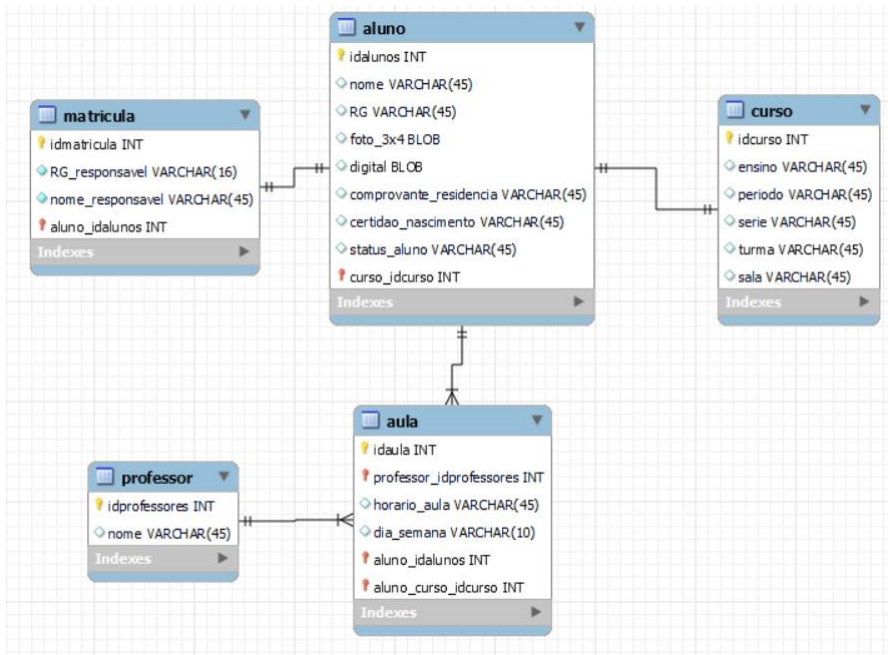 aluno
idalunos INT
nome VARCHAR(45)
RG VARCHAR(45)
foto_3x4 BLOB
digital BLOB
comprovante_residencia VARCHAR(45)
certidao_nascimento VARCHAR(45)
status_aluno VARCHAR(45)
curso_idcurso INT
Indexes
matricula
idmatricula INT
RG_responsavel VARCHAR(16)
nome_responsavel VARCHAR(45)
aluno_idalunos INT
Indexes
curso
idcurso INT
ensino VARCHAR(45)
periodo VARCHAR(45)
serie VARCHAR(45)
turma VARCHAR(45)
sala VARCHAR(45)
Indexes
aula
idaula INT
professor_idprofessores INT
horario_aula VARCHAR(45)
dia_semana VARCHAR(10)
aluno_idalunos INT
aluno_curso_idcurso INT
Indexes
professor
idprofessores INT
nome VARCHAR(45)
Indexes